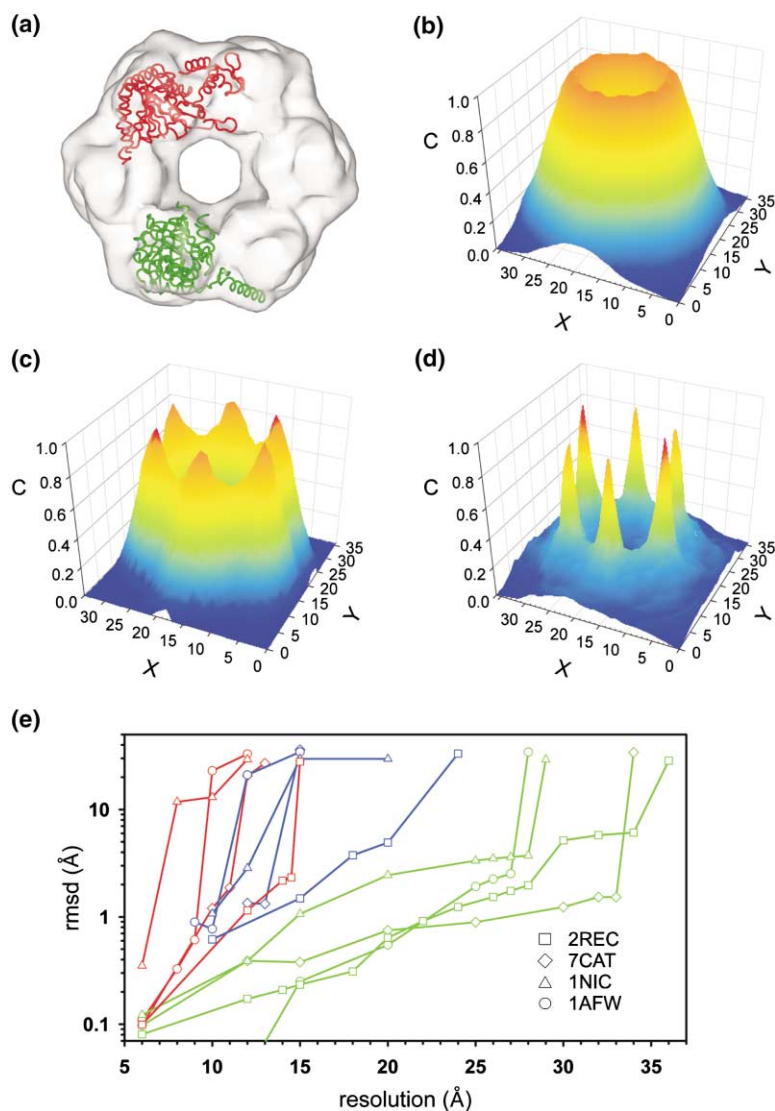 (a)
(b)
1.0
0.8
C 0.6
0.4
0.2
0.0
30 25 20 15 10 5 0
X
0 5 10 15 20 25 30 35
Y
(c)
1.0
0.8
C 0.6
0.4
0.2
0.0
30 25 20 15 10 5 0
X
0 5 10 15 20 25 30 35
Y
(d)
1.0
0.8
C 0.6
0.4
0.2
0.0
30 25 20 15 10 5 0
X
0 5 10 15 20 25 30 35
Y
(e)
rmsd (Å)
10
1
0.1
2REC
7CAT
1NIC
1AFW
5 10 15 20 25 30 35
resolution (Å)